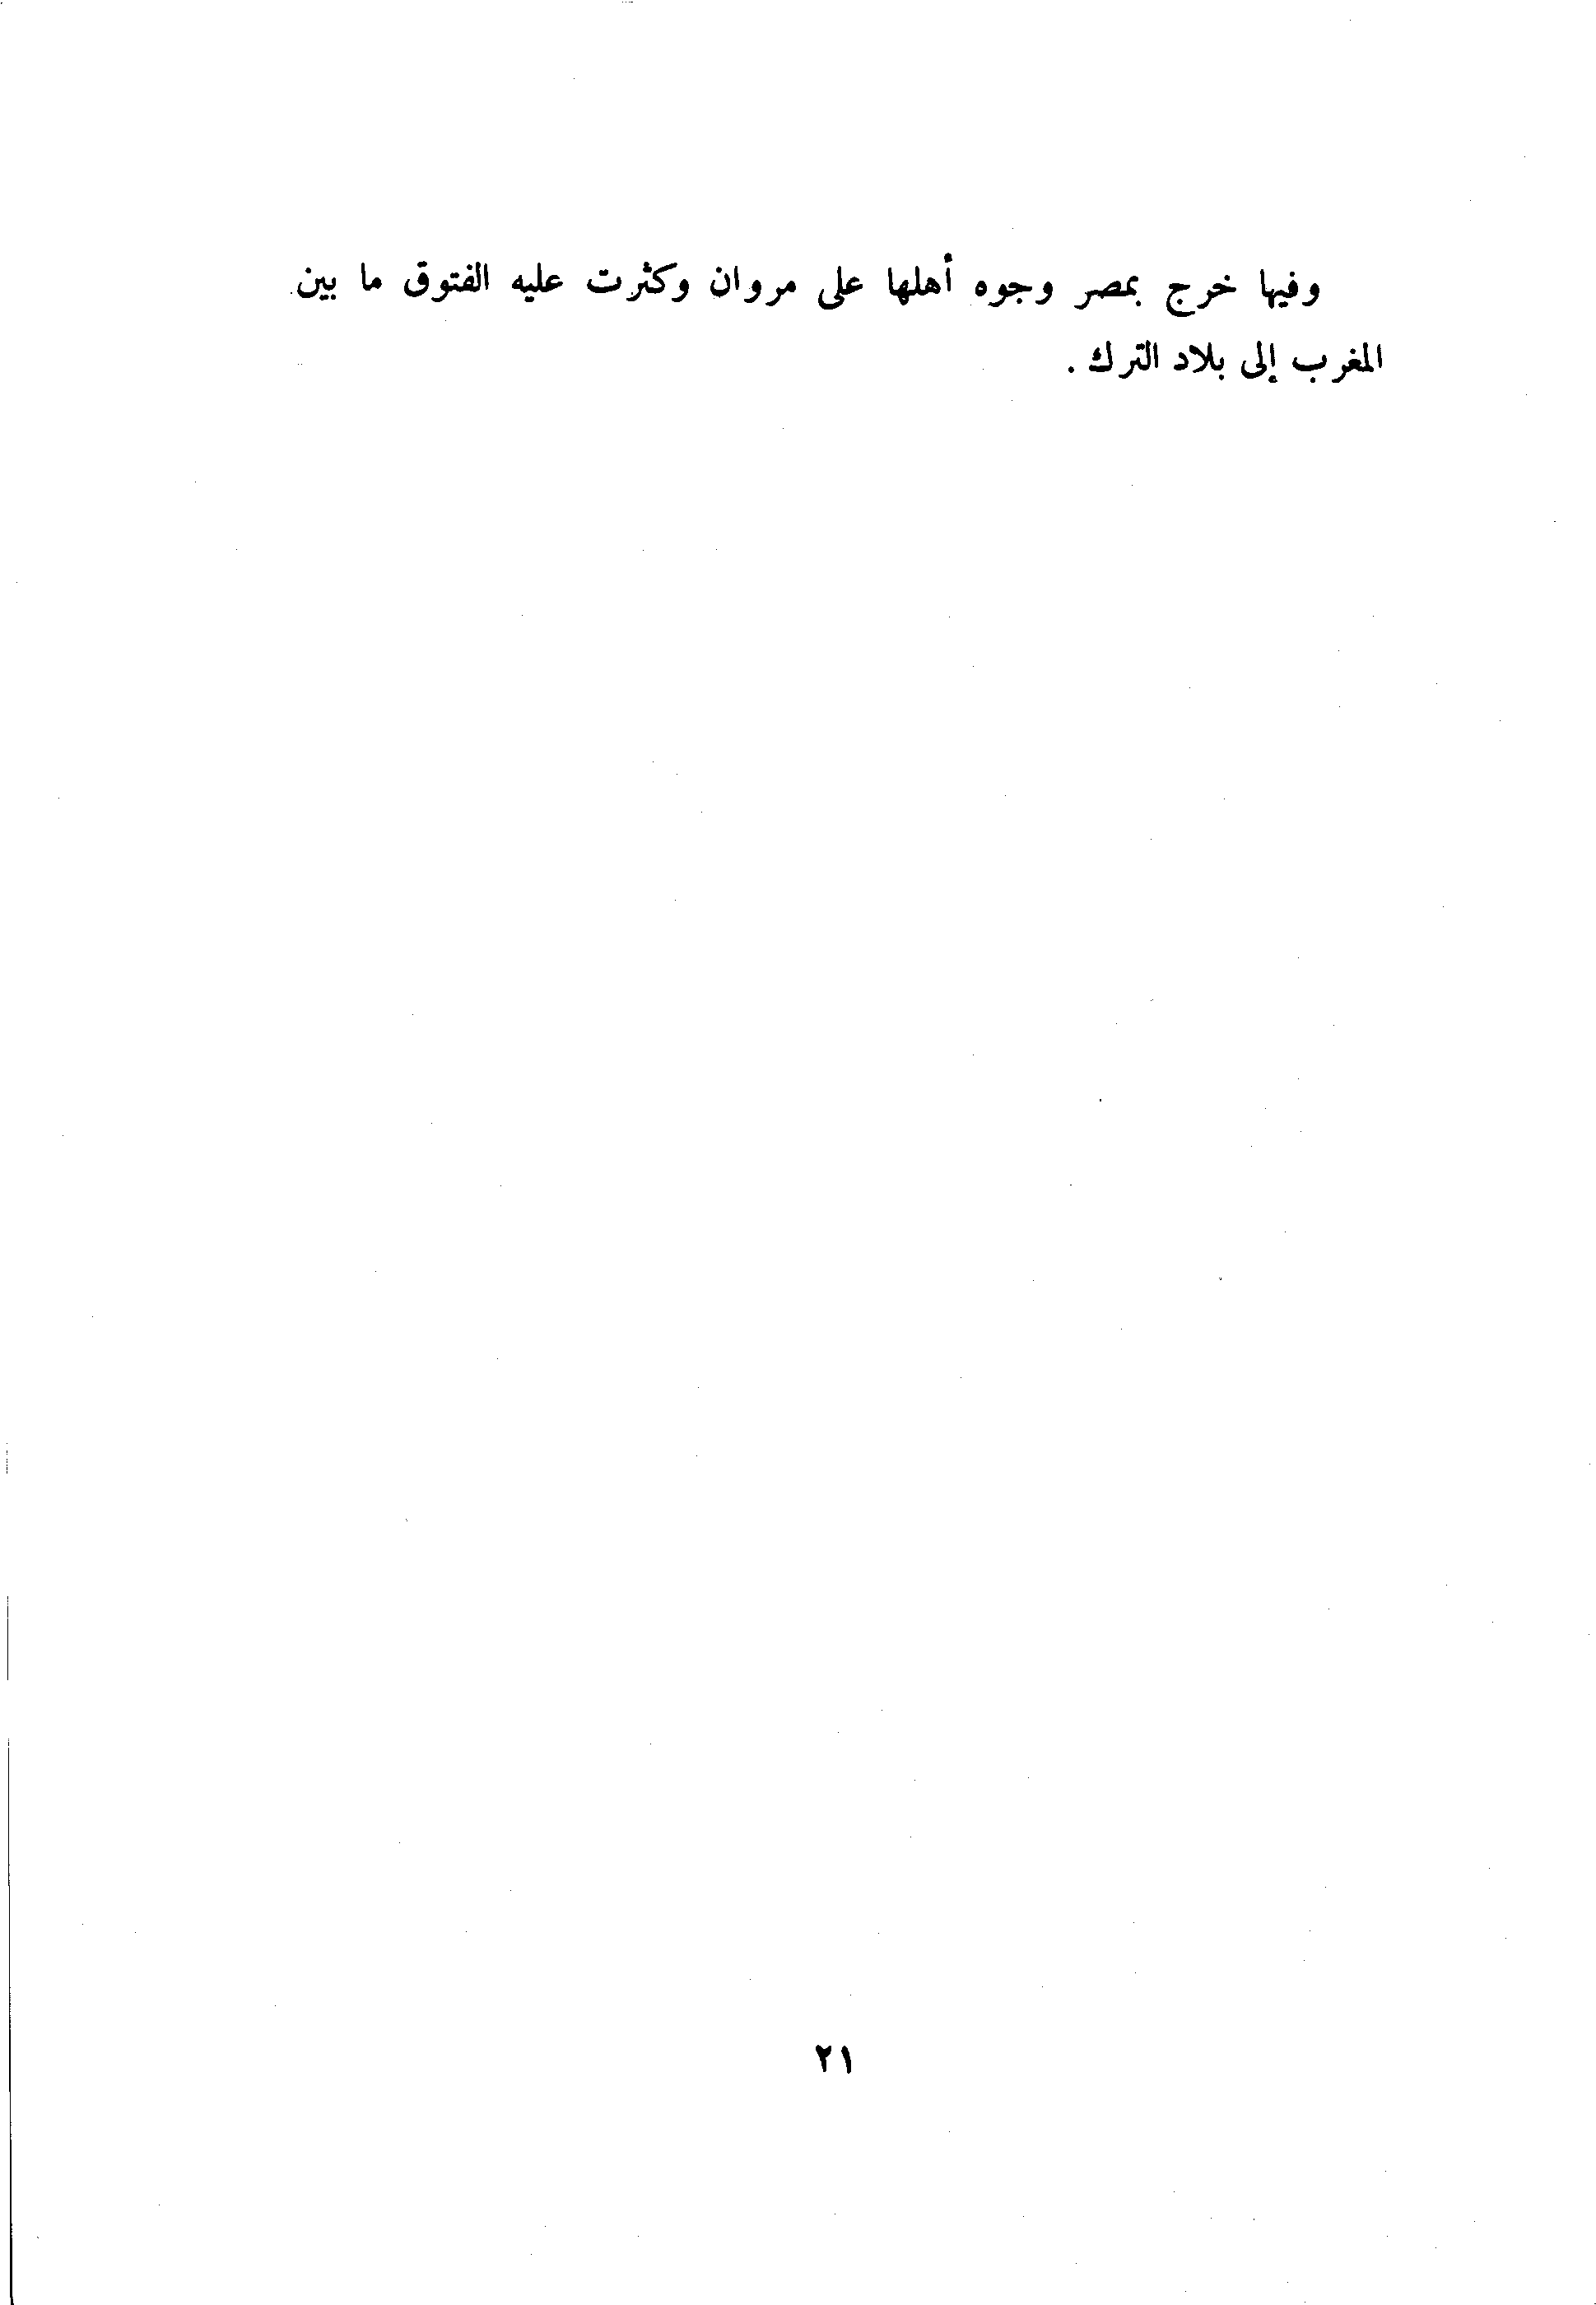 وفيها خرج بمصر وجوه أهلها على مروان وكثرت عليه الفتوق ما بين
المغرب إلى بلاد الترك .
٢١